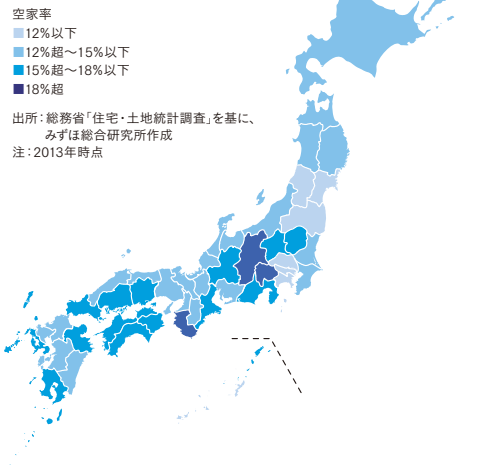 空家率
12%以下
12%超～15%以下
15%超～18%以下
18%超
出所：総務省「住宅・土地統計調査」を基に、
みずほ総合研究所作成
注：2013年時点